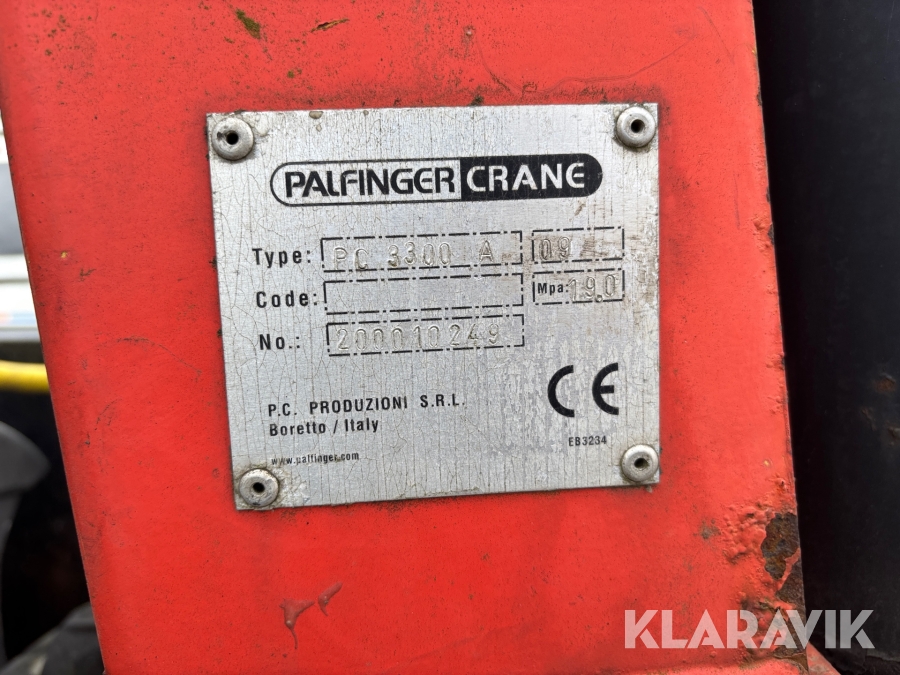 PALFINGER CRANE
Type: PC 3300 A 09
Code: Mpa: 19.0
No.: 200010249
P.C. PRODUZIONI S.R.L.
Boretto / Italy
CE
EB3234
www.palfinger.com
KLARAVIK